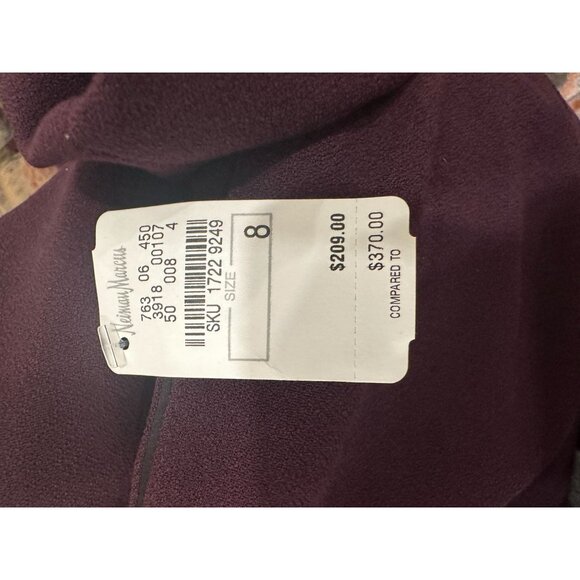 Neiman Marcus
763 06 450
3918 00107
50 008 4
SKU 1722 9249
SIZE
8
$209.00
$370.00
COMPARED TO